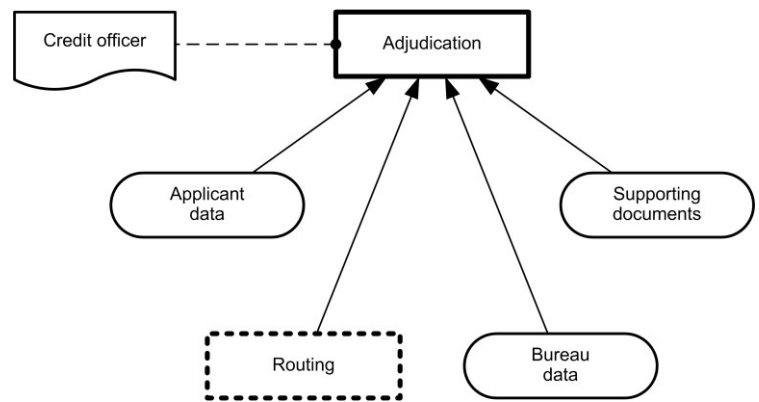 Credit officer
Adjudication
Applicant
data
Supporting
documents
Routing
Bureau
data